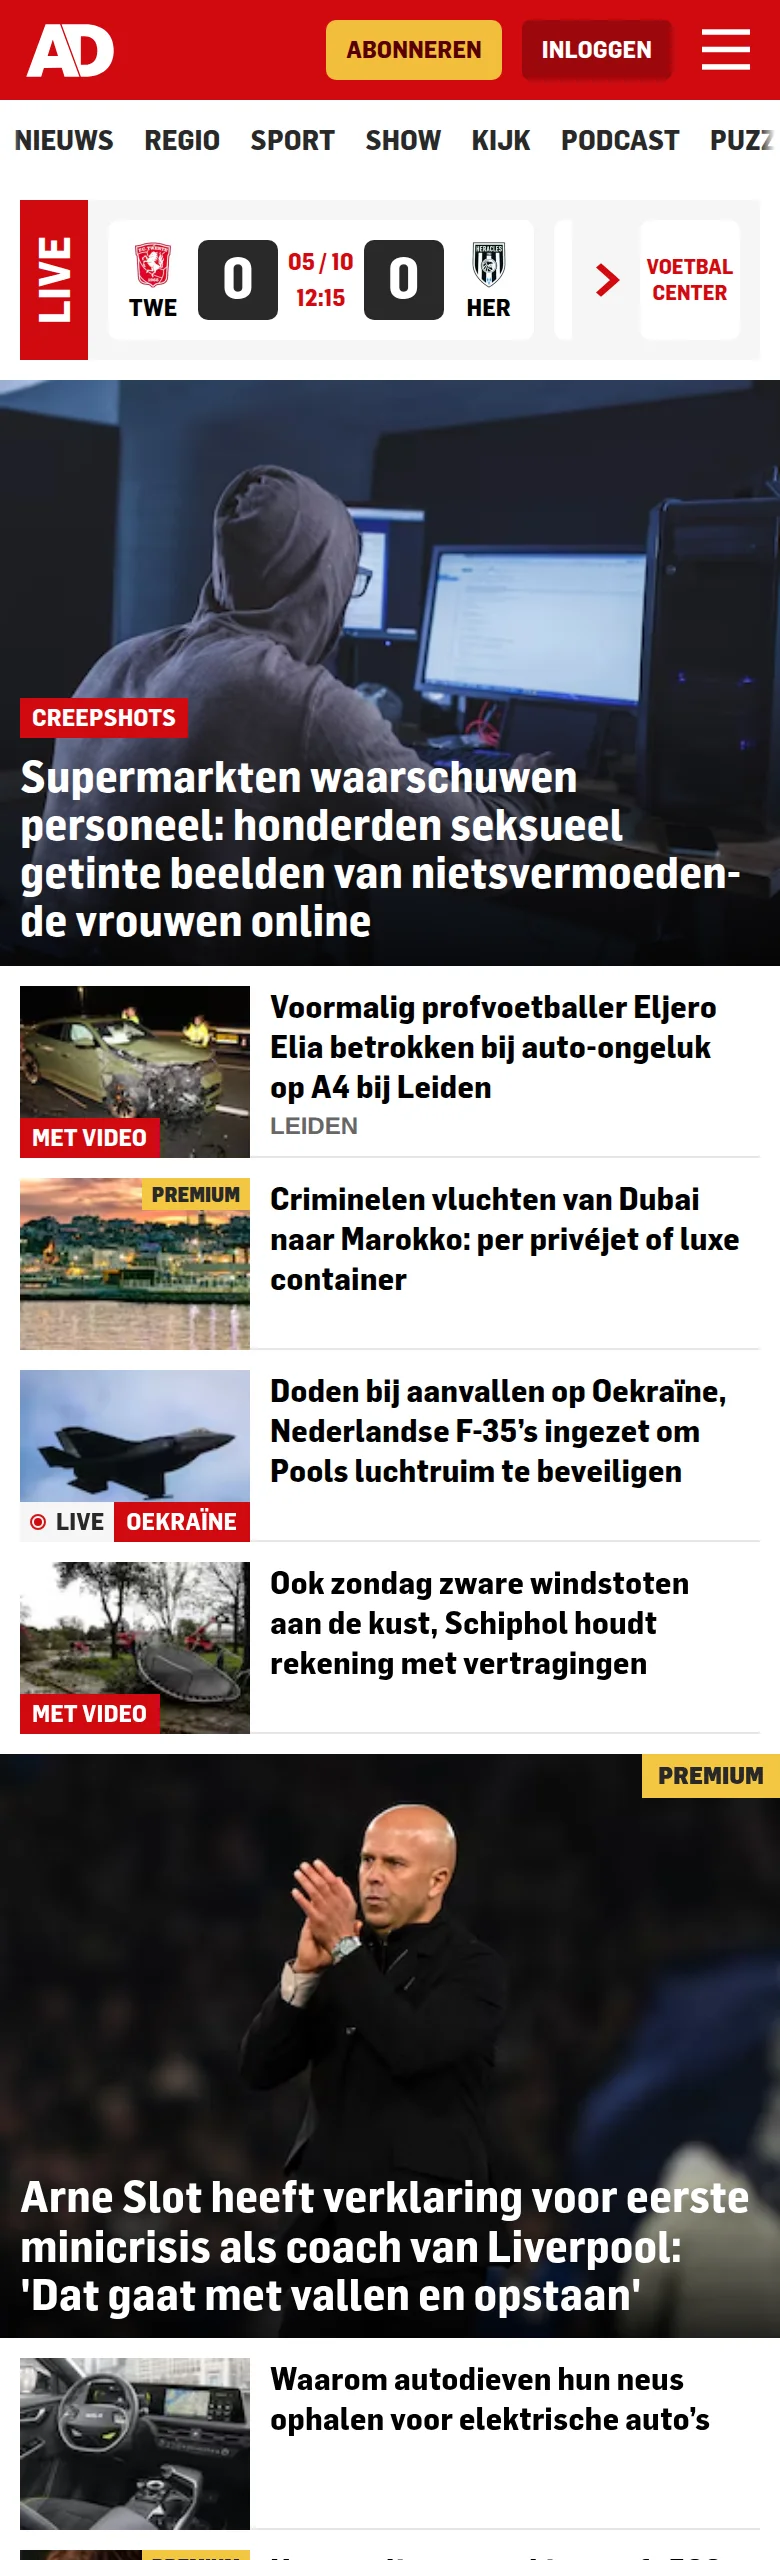 AD
ABONNEREN
INLOGGEN
NIEUWS REGIO SPORT SHOW KIJK PODCAST PUZZ
LIVE
TWE
0
05 / 10
12:15
0
HERACLES
HER
VOETBAL
CENTER
CREEPSHOTS
Supermarkten waarschuwen
personeel: honderden seksueel
getinte beelden van nietsvermoeden-
de vrouwen online
Voormalig profvoetballer Eljero
Elia betrokken bij auto-ongeluk
op A4 bij Leiden
LEIDEN
MET VIDEO
PREMIUM
Criminelen vluchten van Dubai
naar Marokko: per privéjet of luxe
container
Doden bij aanvallen op Oekraïne,
Nederlandse F-35’s ingezet om
Pools luchtruim te beveiligen
LIVE OEKRAÏNE
Ook zondag zware windstoten
aan de kust, Schiphol houdt
rekening met vertragingen
MET VIDEO
PREMIUM
Arne Slot heeft verklaring voor eerste
minicrisis als coach van Liverpool:
'Dat gaat met vallen en opstaan'
Waarom autodieven hun neus
ophalen voor elektrische auto’s